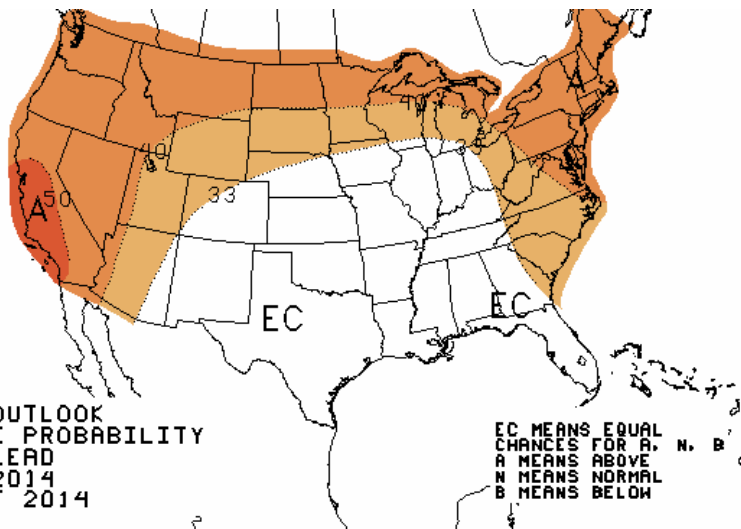 A
40
40
33
A 50
33
EC
EC
OUTLOOK
PROBABILITY
LEAD
2014
2014
EC MEANS EQUAL
CHANCES FOR A, N, B
A MEANS ABOVE
N MEANS NORMAL
B MEANS BELOW